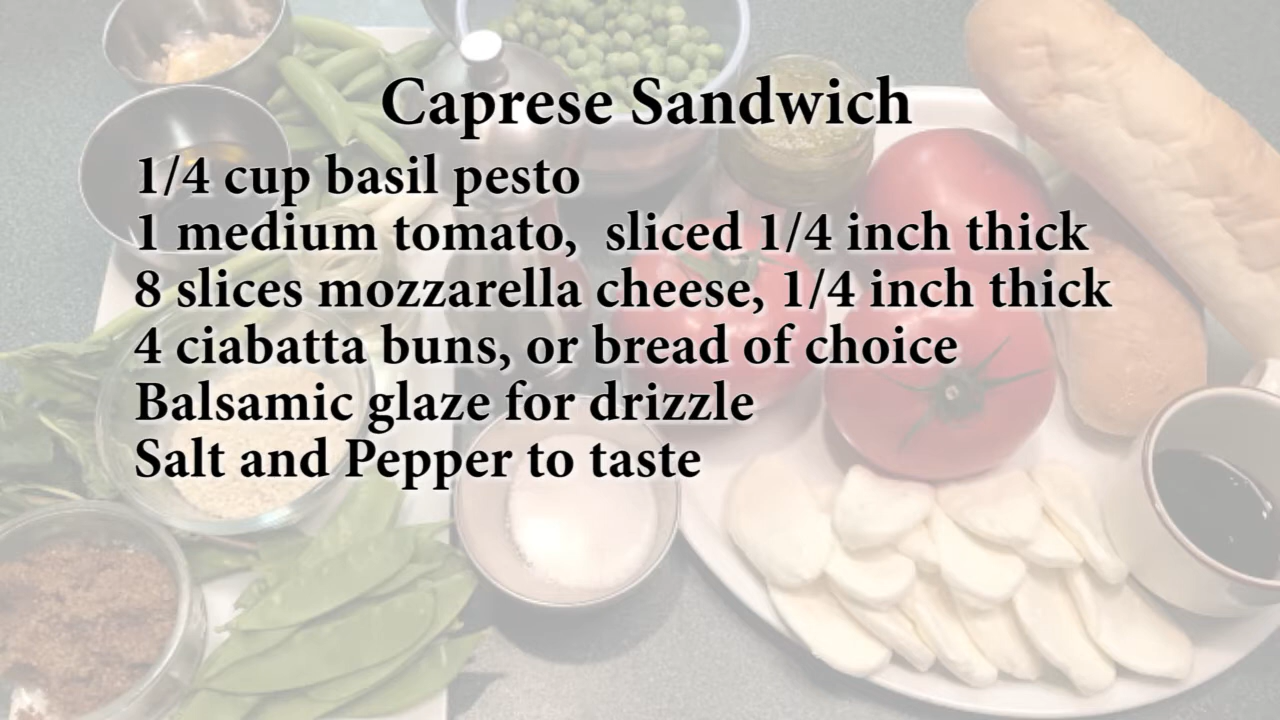 Caprese Sandwich
1/4 cup basil pesto
1 medium tomato,  sliced 1/4 inch thick
8 slices mozzarella cheese, 1/4 inch thick
4 ciabatta buns, or bread of choice
Balsamic glaze for drizzle
Salt and Pepper to taste